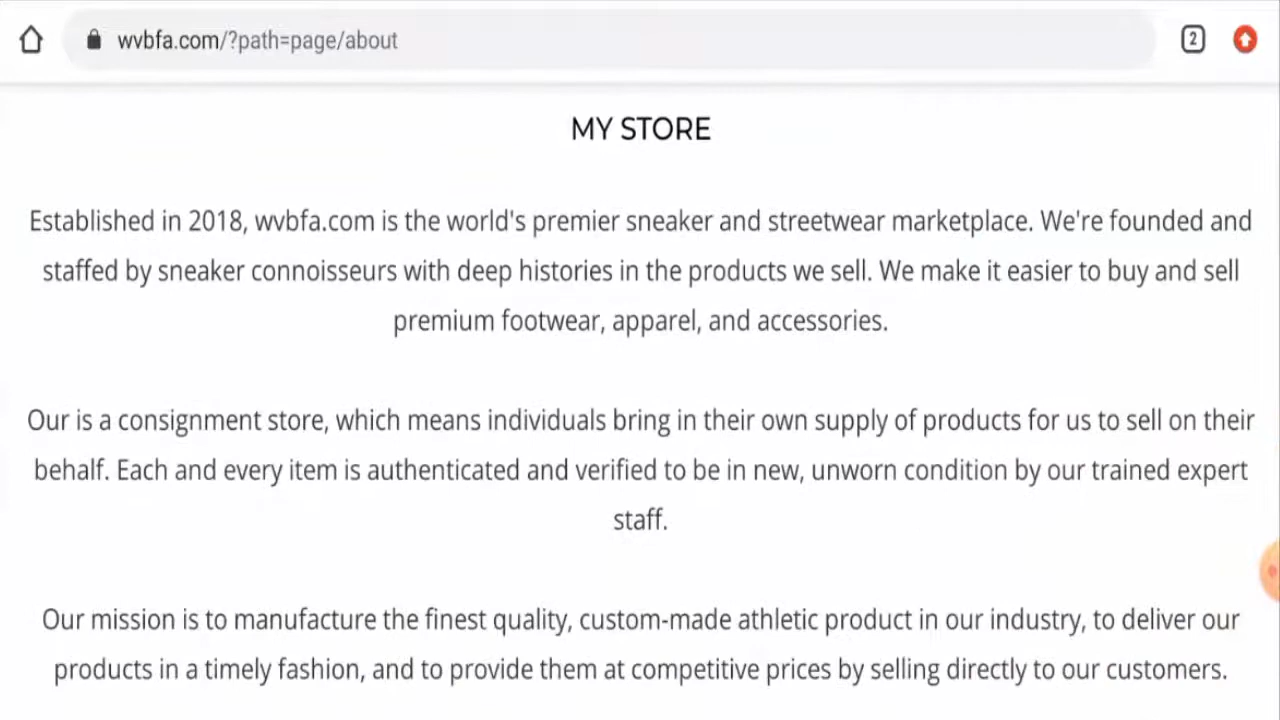 wvbfa.com/?path=page/about
2
MY STORE
Established in 2018, wvbfa.com is the world's premier sneaker and streetwear marketplace. We're founded and
staffed by sneaker connoisseurs with deep histories in the products we sell. We make it easier to buy and sell
premium footwear, apparel, and accessories.
Our is a consignment store, which means individuals bring in their own supply of products for us to sell on their
behalf. Each and every item is authenticated and verified to be in new, unworn condition by our trained expert
staff.
Our mission is to manufacture the finest quality, custom-made athletic product in our industry, to deliver our
products in a timely fashion, and to provide them at competitive prices by selling directly to our customers.